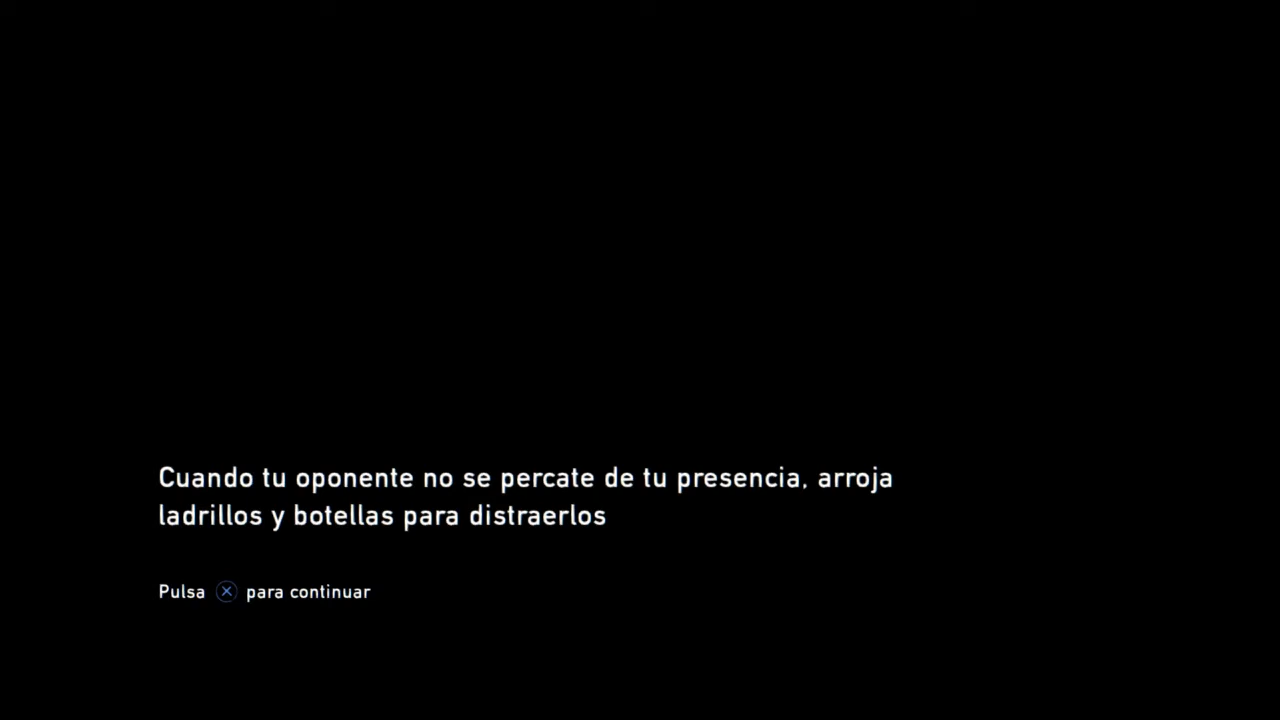 Cuando tu oponente no se percate de tu presencia, arroja
ladrillos y botellas para distraerlos
Pulsa ⓧ para continuar